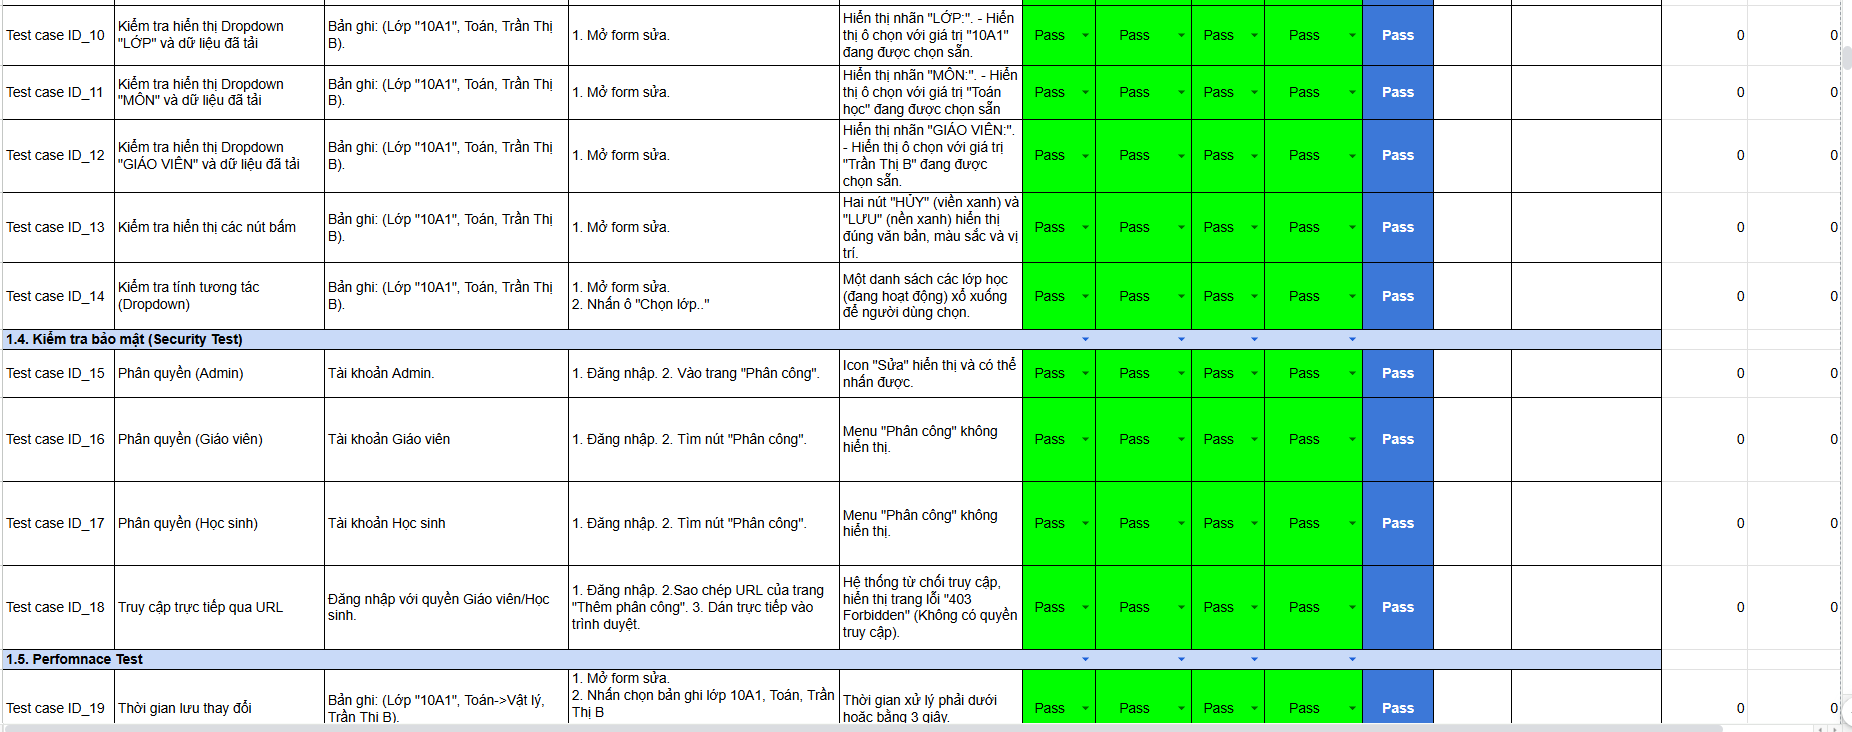 Test case ID_10
Kiểm tra hiển thị Dropdown
"LỚP" và dữ liệu đã tải
Bản ghi: (Lớp "10A1", Toán, Trần Thị
B).
1. Mở form sửa.
Hiển thị nhãn "LỚP:". - Hiển
thị ô chọn với giá trị "10A1"
đang được chọn sẵn.
Pass
Pass
Pass
Pass
Pass
0
0
Test case ID_11
Kiểm tra hiển thị Dropdown
"MÔN" và dữ liệu đã tải
Bản ghi: (Lớp "10A1", Toán, Trần Thị
B).
1. Mở form sửa.
Hiển thị nhãn "MÔN:". - Hiển
thị ô chọn với giá trị "Toán
học" đang được chọn sẵn
Pass
Pass
Pass
Pass
Pass
0
0
Test case ID_12
Kiểm tra hiển thị Dropdown
"GIÁO VIÊN" và dữ liệu đã tải
Bản ghi: (Lớp "10A1", Toán, Trần Thị
B).
1. Mở form sửa.
Hiển thị nhãn "GIÁO VIÊN:".
- Hiển thị ô chọn với giá trị
"Trần Thị B" đang được
chọn sẵn.
Pass
Pass
Pass
Pass
Pass
0
0
Test case ID_13
Kiểm tra hiển thị các nút bấm
Bản ghi: (Lớp "10A1", Toán, Trần Thị
B).
1. Mở form sửa.
Hai nút "HỦY" (viền xanh) và
"LƯU" (nền xanh) hiển thị
đúng văn bản, màu sắc và vị
trí.
Pass
Pass
Pass
Pass
Pass
0
0
Test case ID_14
Kiểm tra tính tương tác
(Dropdown)
Bản ghi: (Lớp "10A1", Toán, Trần Thị
B).
1. Mở form sửa.
2. Nhấn ô "Chọn lớp.."
Một danh sách các lớp học
(đang hoạt động) xổ xuống
để người dùng chọn.
Pass
Pass
Pass
Pass
Pass
0
0
1.4. Kiểm tra bảo mật (Security Test)
Test case ID_15
Phân quyền (Admin)
Tài khoản Admin.
1. Đăng nhập. 2. Vào trang "Phân công".
Icon "Sửa" hiển thị và có thể
nhấn được.
Pass
Pass
Pass
Pass
Pass
0
0
Test case ID_16
Phân quyền (Giáo viên)
Tài khoản Giáo viên
1. Đăng nhập. 2. Tìm nút "Phân công".
Menu "Phân công" không
hiển thị.
Pass
Pass
Pass
Pass
Pass
0
0
Test case ID_17
Phân quyền (Học sinh)
Tài khoản Học sinh
1. Đăng nhập. 2. Tìm nút "Phân công".
Menu "Phân công" không
hiển thị.
Pass
Pass
Pass
Pass
Pass
0
0
Test case ID_18
Truy cập trực tiếp qua URL
Đăng nhập với quyền Giáo viên/Học
sinh.
1. Đăng nhập. 2.Sao chép URL của trang
"Thêm phân công". 3. Dán trực tiếp vào
trình duyệt.
Hệ thống từ chối truy cập,
hiển thị trang lỗi "403
Forbidden" (Không có quyền
truy cập).
Pass
Pass
Pass
Pass
Pass
0
0
1.5. Perfomnace Test
Test case ID_19
Thời gian lưu thay đổi
Bản ghi: (Lớp "10A1", Toán->Vật lý,
Trần Thị B).
1. Mở form sửa.
2. Nhấn chọn bản ghi lớp 10A1, Toán, Trần
Thị B
Thời gian xử lý phải dưới
hoặc bằng 3 giây.
Pass
Pass
Pass
Pass
Pass
0
0